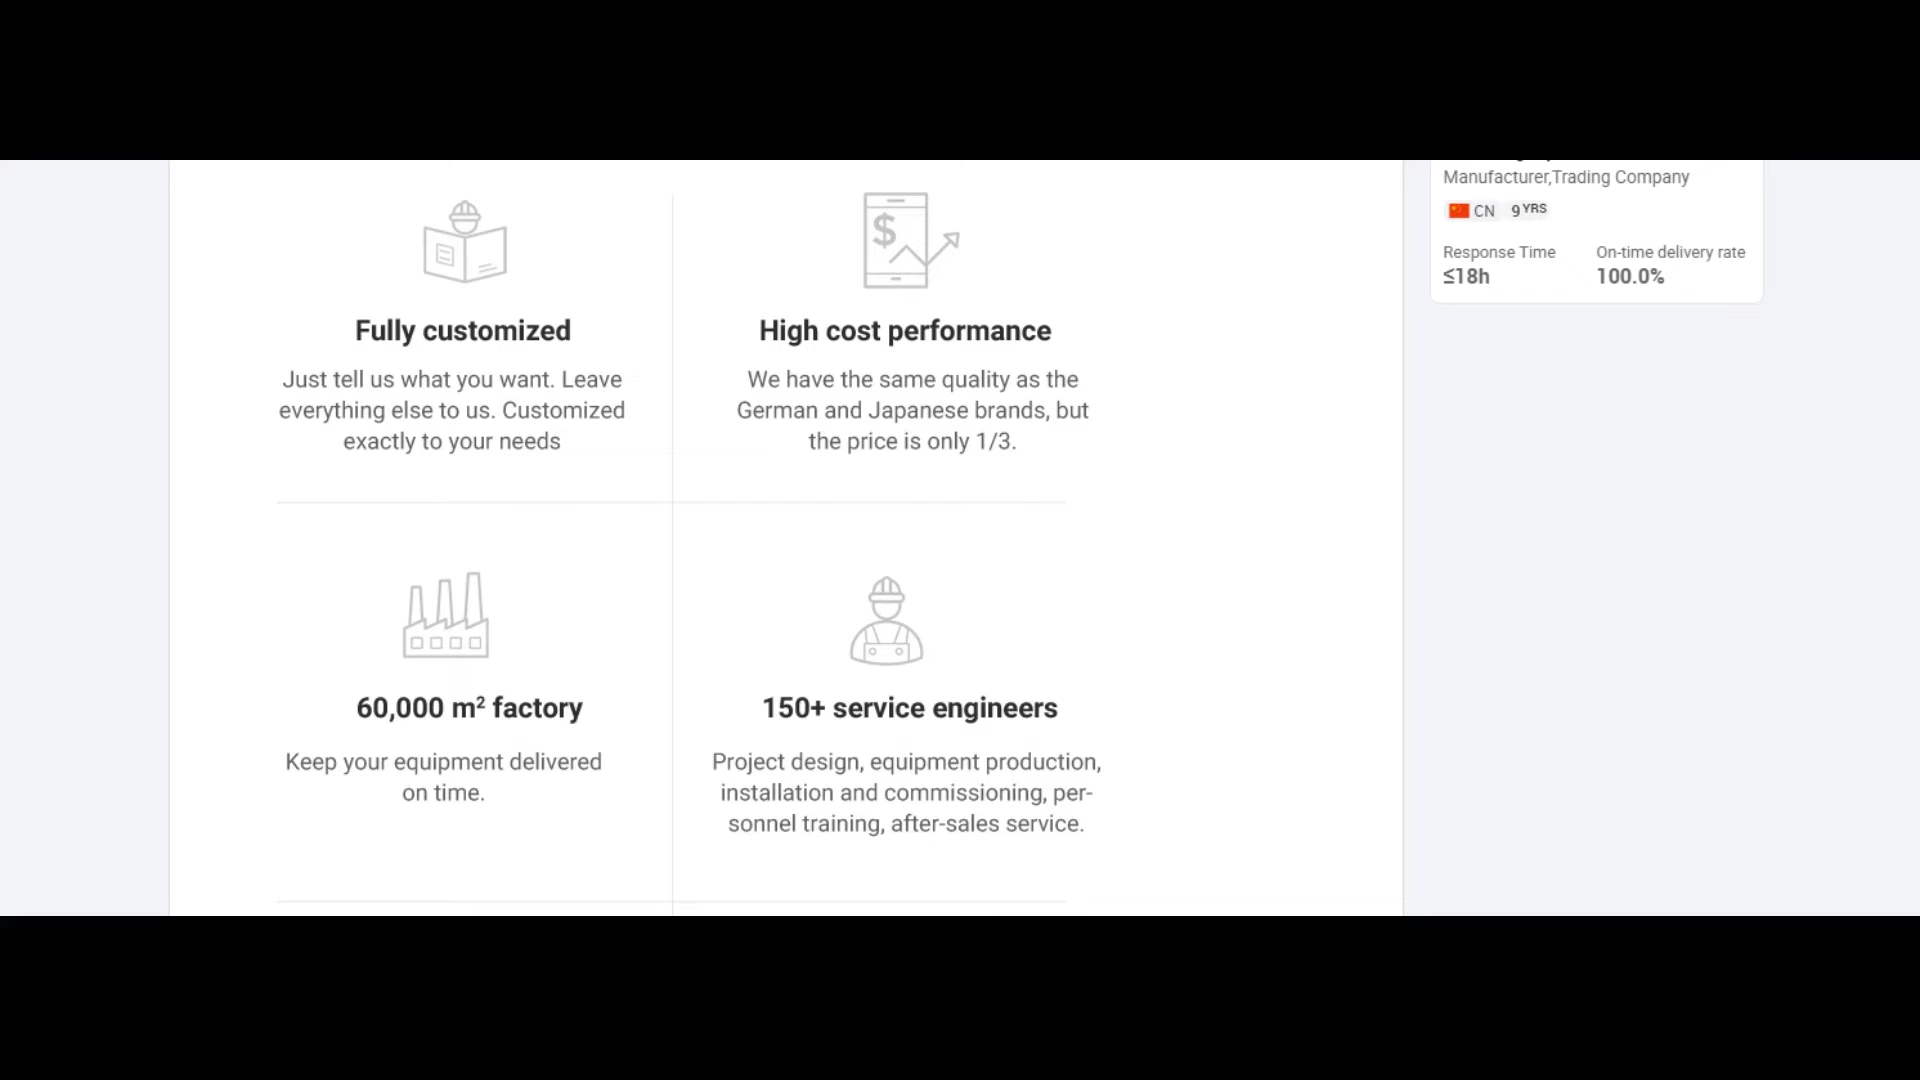 Manufacturer,Trading Company
CN 9 YRS
Response Time On-time delivery rate
≤18h 100.0%
$
Fully customized
Just tell us what you want. Leave
everything else to us. Customized
exactly to your needs
High cost performance
We have the same quality as the
German and Japanese brands, but
the price is only 1/3.
60,000 m² factory
Keep your equipment delivered
on time.
150+ service engineers
Project design, equipment production,
installation and commissioning, per-
sonnel training, after-sales service.